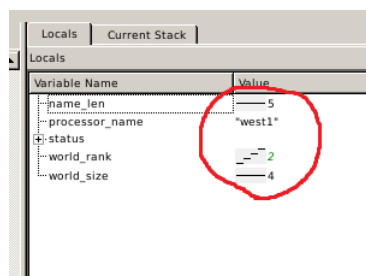 Locals Current Stack
Locals
Variable Name Value
name_len 5
processor_name "west1"
status
world_rank 2
world_size 4